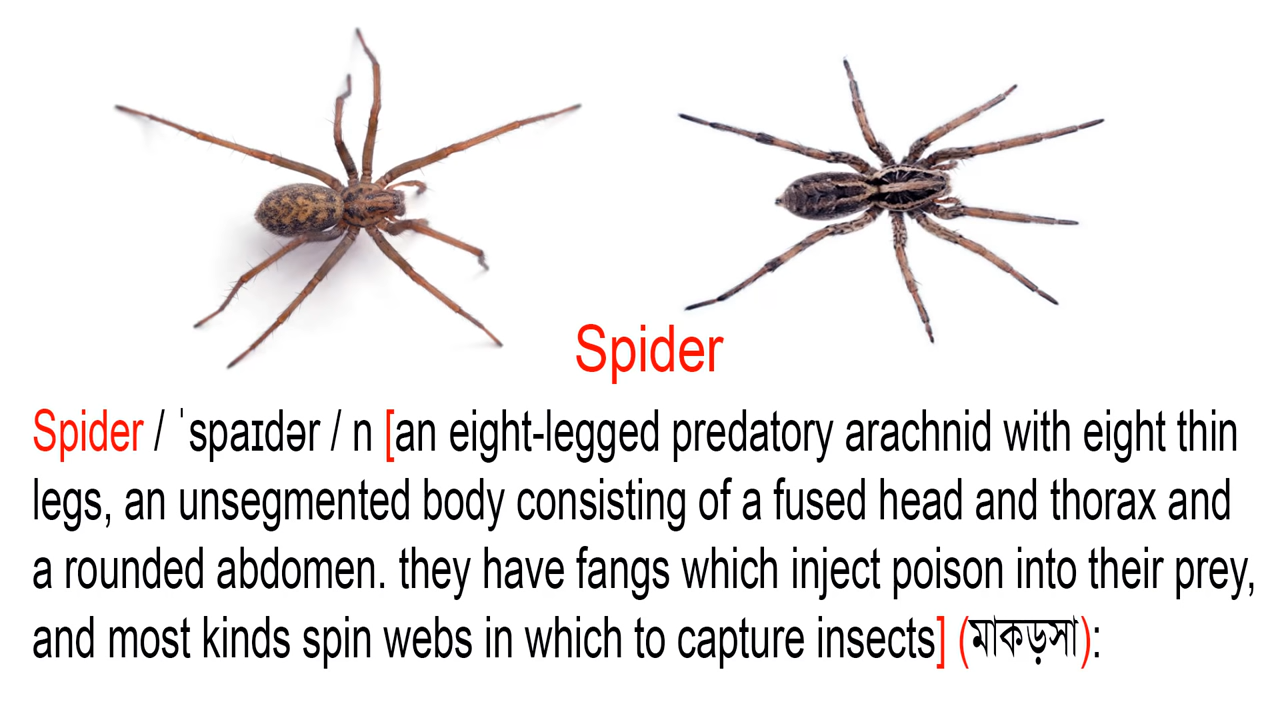 Spider
Spider / ˈspaɪdər / n [an eight-legged predatory arachnid with eight thin
legs, an unsegmented body consisting of a fused head and thorax and
a rounded abdomen. they have fangs which inject poison into their prey,
and most kinds spin webs in which to capture insects] (মাকড়সা):